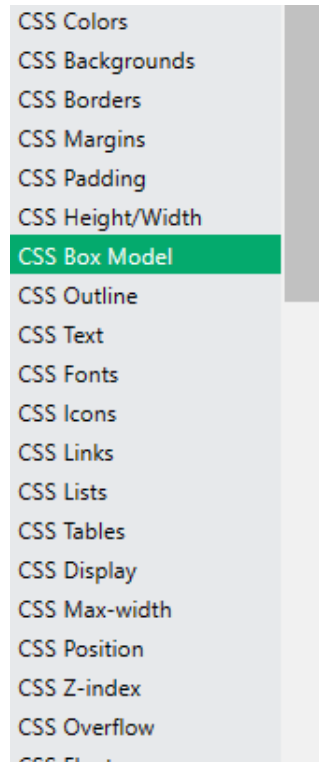 CSS Colors
CSS Backgrounds
CSS Borders
CSS Margins
CSS Padding
CSS Height/Width
CSS Box Model
CSS Outline
CSS Text
CSS Fonts
CSS Icons
CSS Links
CSS Lists
CSS Tables
CSS Display
CSS Max-width
CSS Position
CSS Z-index
CSS Overflow
CSS